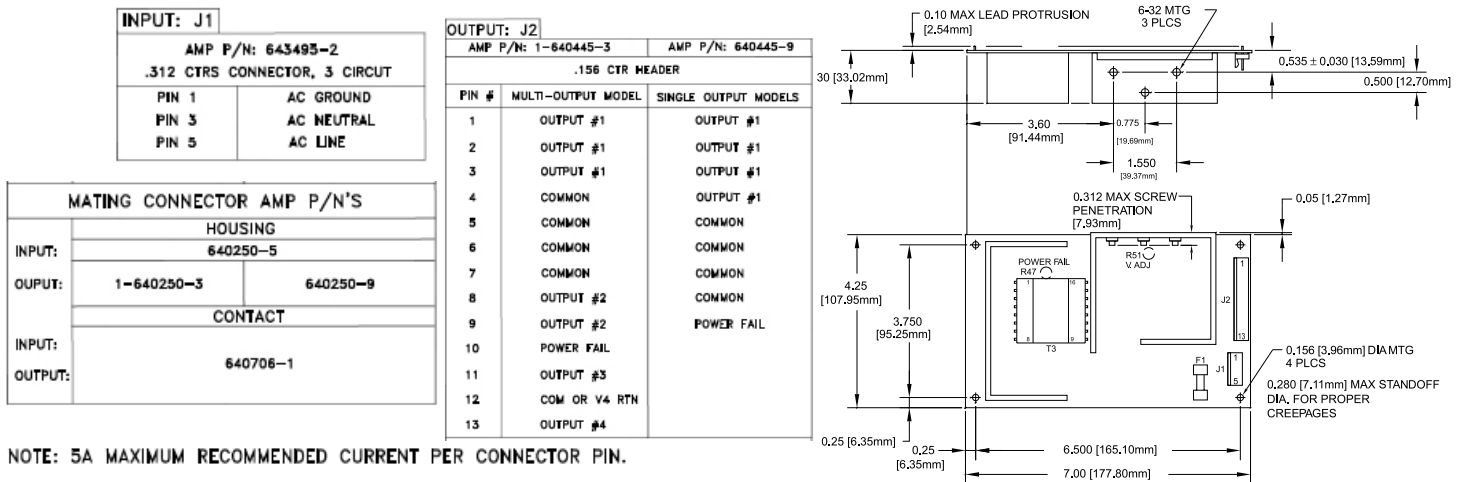 INPUT: J1
AMP P/N: 643495-2
.312 CTRS CONNECTOR, 3 CIRCUT
PIN 1 AC GROUND
PIN 3 AC NEUTRAL
PIN 5 AC LINE
MATING CONNECTOR AMP P/N'S
HOUSING
INPUT: 640250-5
OUPUT: 1-640250-3 640250-9
CONTACT
INPUT:
640706-1
OUTPUT:
NOTE: 5A MAXIMUM RECOMMENDED CURRENT PER CONNECTOR PIN.
OUTPUT: J2
AMP P/N: 1-640445-3 AMP P/N: 640445-9
.156 CTR HEADER
PIN # MULTI-OUTPUT MODEL SINGLE OUTPUT MODELS
1 OUTPUT #1 OUTPUT #1
2 OUTPUT #1 OUTPUT #1
3 OUTPUT #1 OUTPUT #1
4 COMMON OUTPUT #1
5 COMMON COMMON
6 COMMON COMMON
7 COMMON COMMON
8 OUTPUT #2 COMMON
9 OUTPUT #2 POWER FAIL
10 POWER FAIL
11 OUTPUT #3
12 COM OR V4 RTN
13 OUTPUT #4
0.10 MAX LEAD PROTRUSION
[2.54mm]
6-32 MTG
3 PLCS
30 [33.02mm]
0.535 ± 0.030 [13.59mm]
0.500 [12.70mm]
3.60
[91.44mm]
0.775
[19.69mm]
1.550
[39.37mm]
0.312 MAX SCREW
PENETRATION
[7.93mm]
0.05 [1.27mm]
POWER FAIL
R47
1 16
8 9
T3
R51
V. ADJ
1
J2
13
F1
J1
1
5
4.25
[107.95mm]
3.750
[95.25mm]
0.156 [3.96mm] DIA MTG
4 PLCS
0.280 [7.11mm] MAX STANDOFF
DIA. FOR PROPER
CREEPAGES
0.25 [6.35mm]
0.25
[6.35mm]
6.500 [165.10mm]
7.00 [177.80mm]